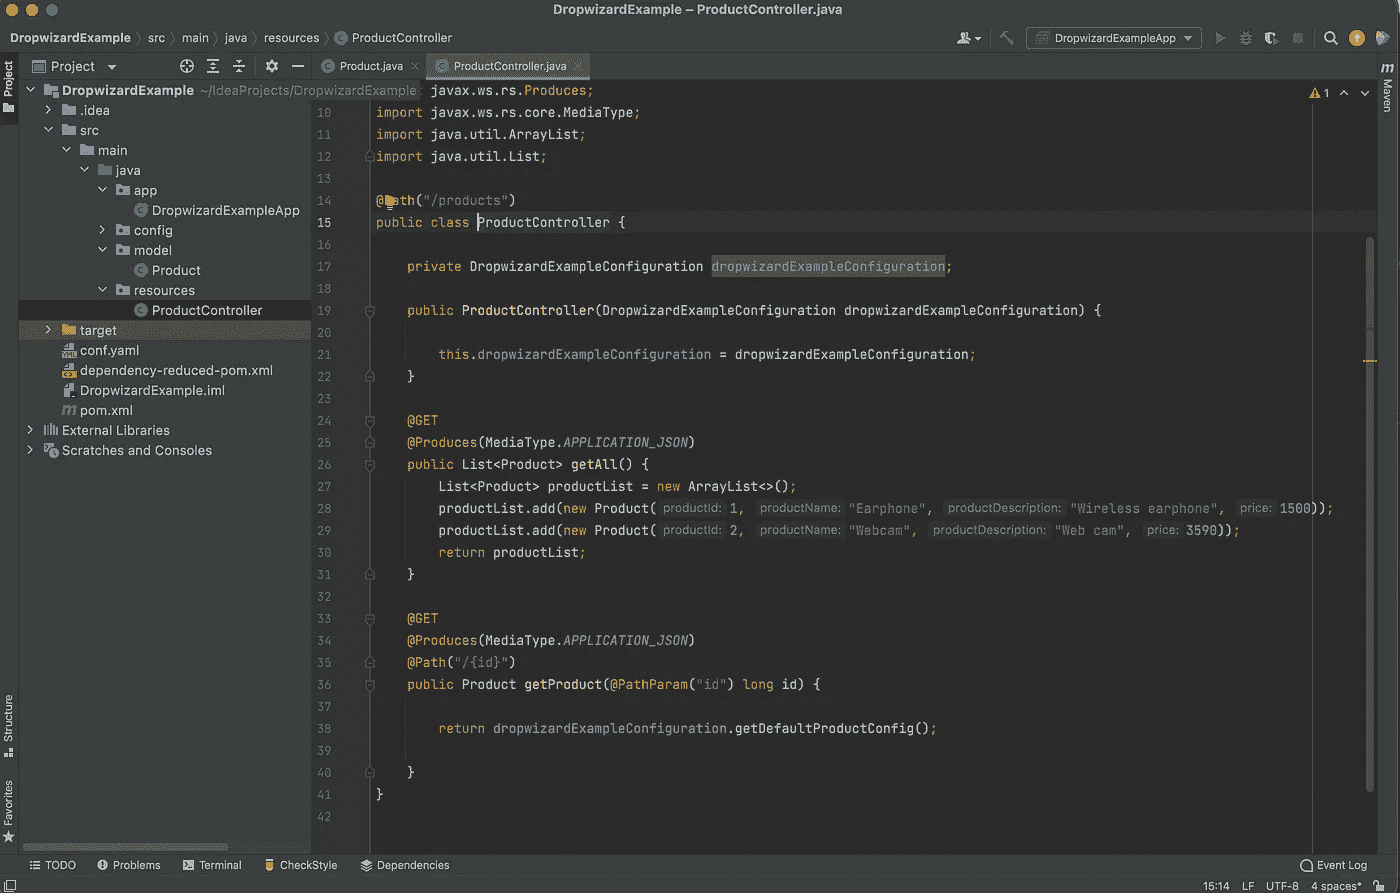 DropwizardExample – ProductController.java
DropwizardExample src main java resources ProductController
DropwizardExampleApp
Project
Product.java
ProductController.java
Project
Structure
Favorites
DropwizardExample ~/IdeaProjects/DropwizardExample
.idea
src
main
java
app
DropwizardExampleApp
config
model
Product
resources
ProductController
target
conf.yaml
dependency-reduced-pom.xml
DropwizardExample.iml
pom.xml
External Libraries
Scratches and Consoles
javax.ws.rs.Produces;
10 import javax.ws.rs.core.MediaType;
11 import java.util.ArrayList;
12 import java.util.List;
13
14 @Path("/products")
15 public class ProductController {
16
17 private DropwizardExampleConfiguration dropwizardExampleConfiguration;
18
19 public ProductController(DropwizardExampleConfiguration dropwizardExampleConfiguration) {
20
21 this.dropwizardExampleConfiguration = dropwizardExampleConfiguration;
22 }
23
24 @GET
25 @Produces(MediaType.APPLICATION_JSON)
26 public List<Product> getAll() {
27 List<Product> productList = new ArrayList<>();
28 productList.add(new Product( productId: 1, productName: "Earphone", productDescription: "Wireless earphone", price: 1500));
29 productList.add(new Product( productId: 2, productName: "Webcam", productDescription: "Web cam", price: 3590));
30 return productList;
31 }
32
33 @GET
34 @Produces(MediaType.APPLICATION_JSON)
35 @Path("/{id}")
36 public Product getProduct(@PathParam("id") long id) {
37
38 return dropwizardExampleConfiguration.getDefaultProductConfig();
39
40 }
41 }
42
1
m
Maven
TODO Problems Terminal CheckStyle Dependencies Event Log
15:14 LF UTF-8 4 spaces*